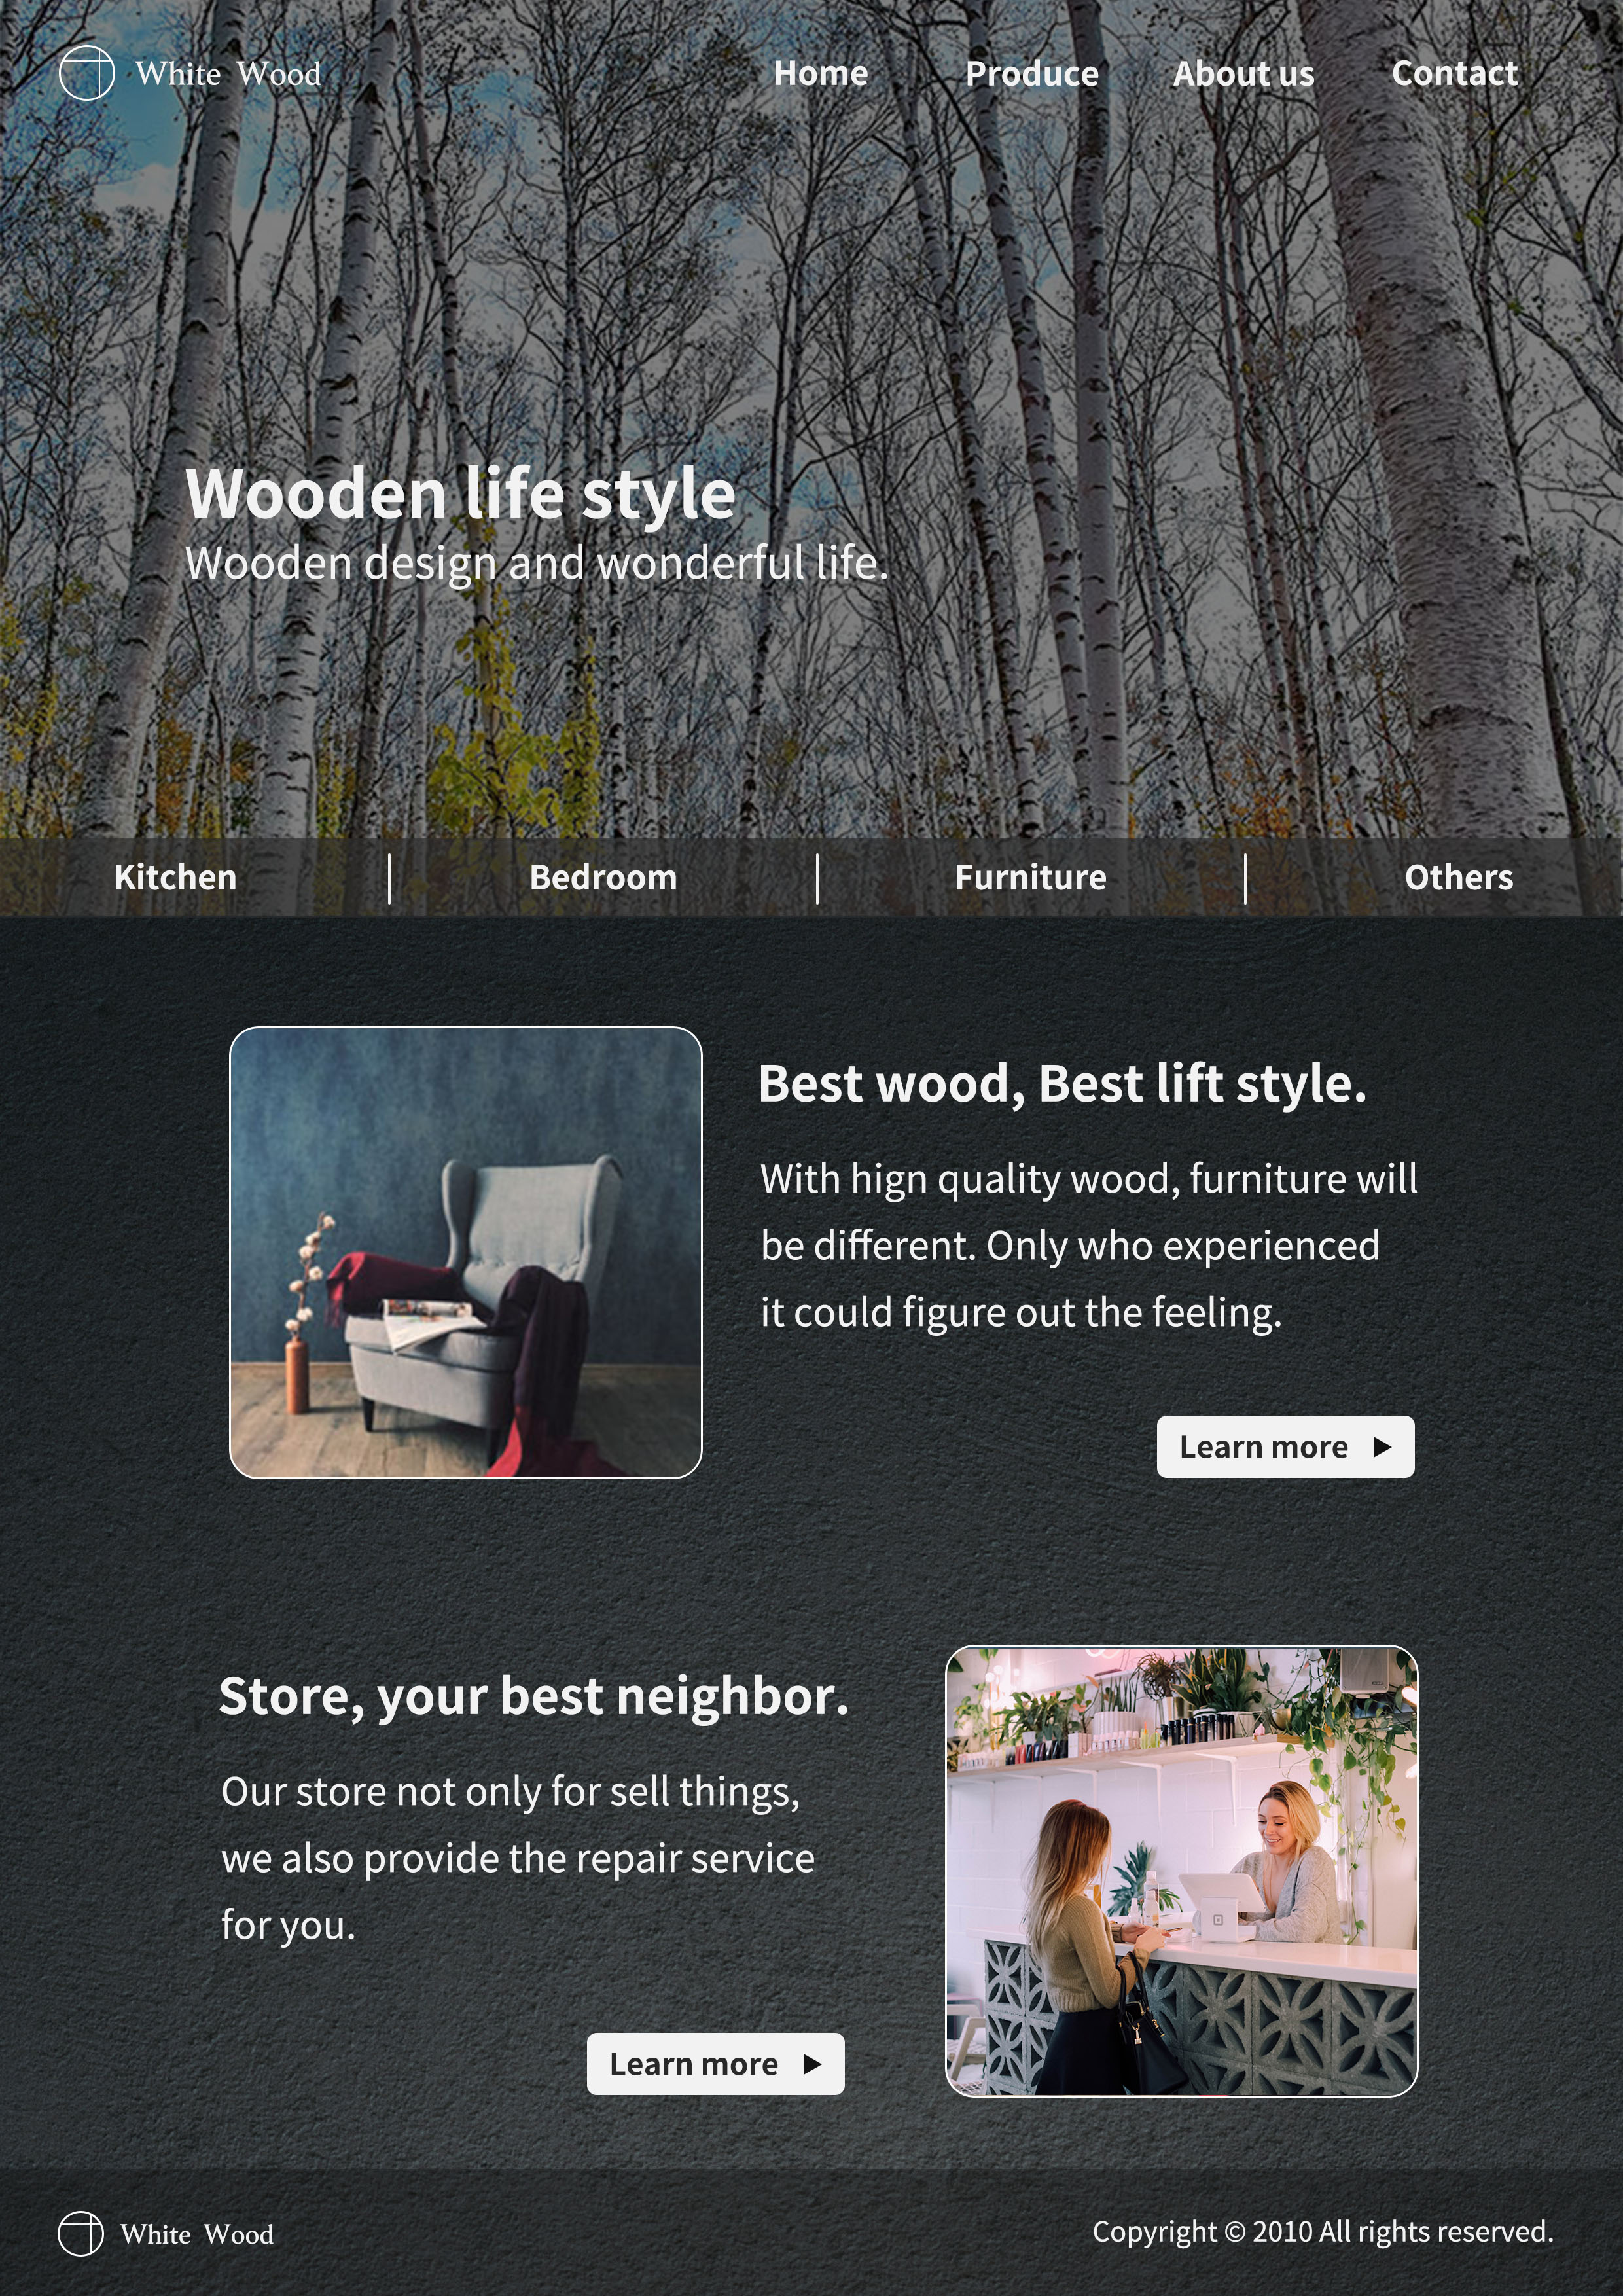 White Wood
Home Produce About us Contact
Wooden life style
Wooden design and wonderful life.
Kitchen Bedroom Furniture Others
Best wood, Best lift style.
With hign quality wood, furniture will
be different. Only who experienced
it could figure out the feeling.
Learn more
Store, your best neighbor.
Our store not only for sell things,
we also provide the repair service
for you.
Learn more
White Wood
Copyright © 2010 All rights reserved.